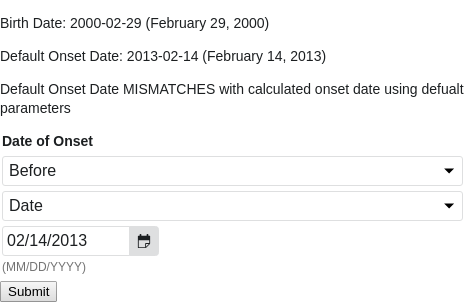 Birth Date: 2000-02-29 (February 29, 2000)
Default Onset Date: 2013-02-14 (February 14, 2013)
Default Onset Date MISMATCHES with calculated onset date using defualt
parameters
Date of Onset
Before
Date
02/14/2013
(MM/DD/YYYY)
Submit